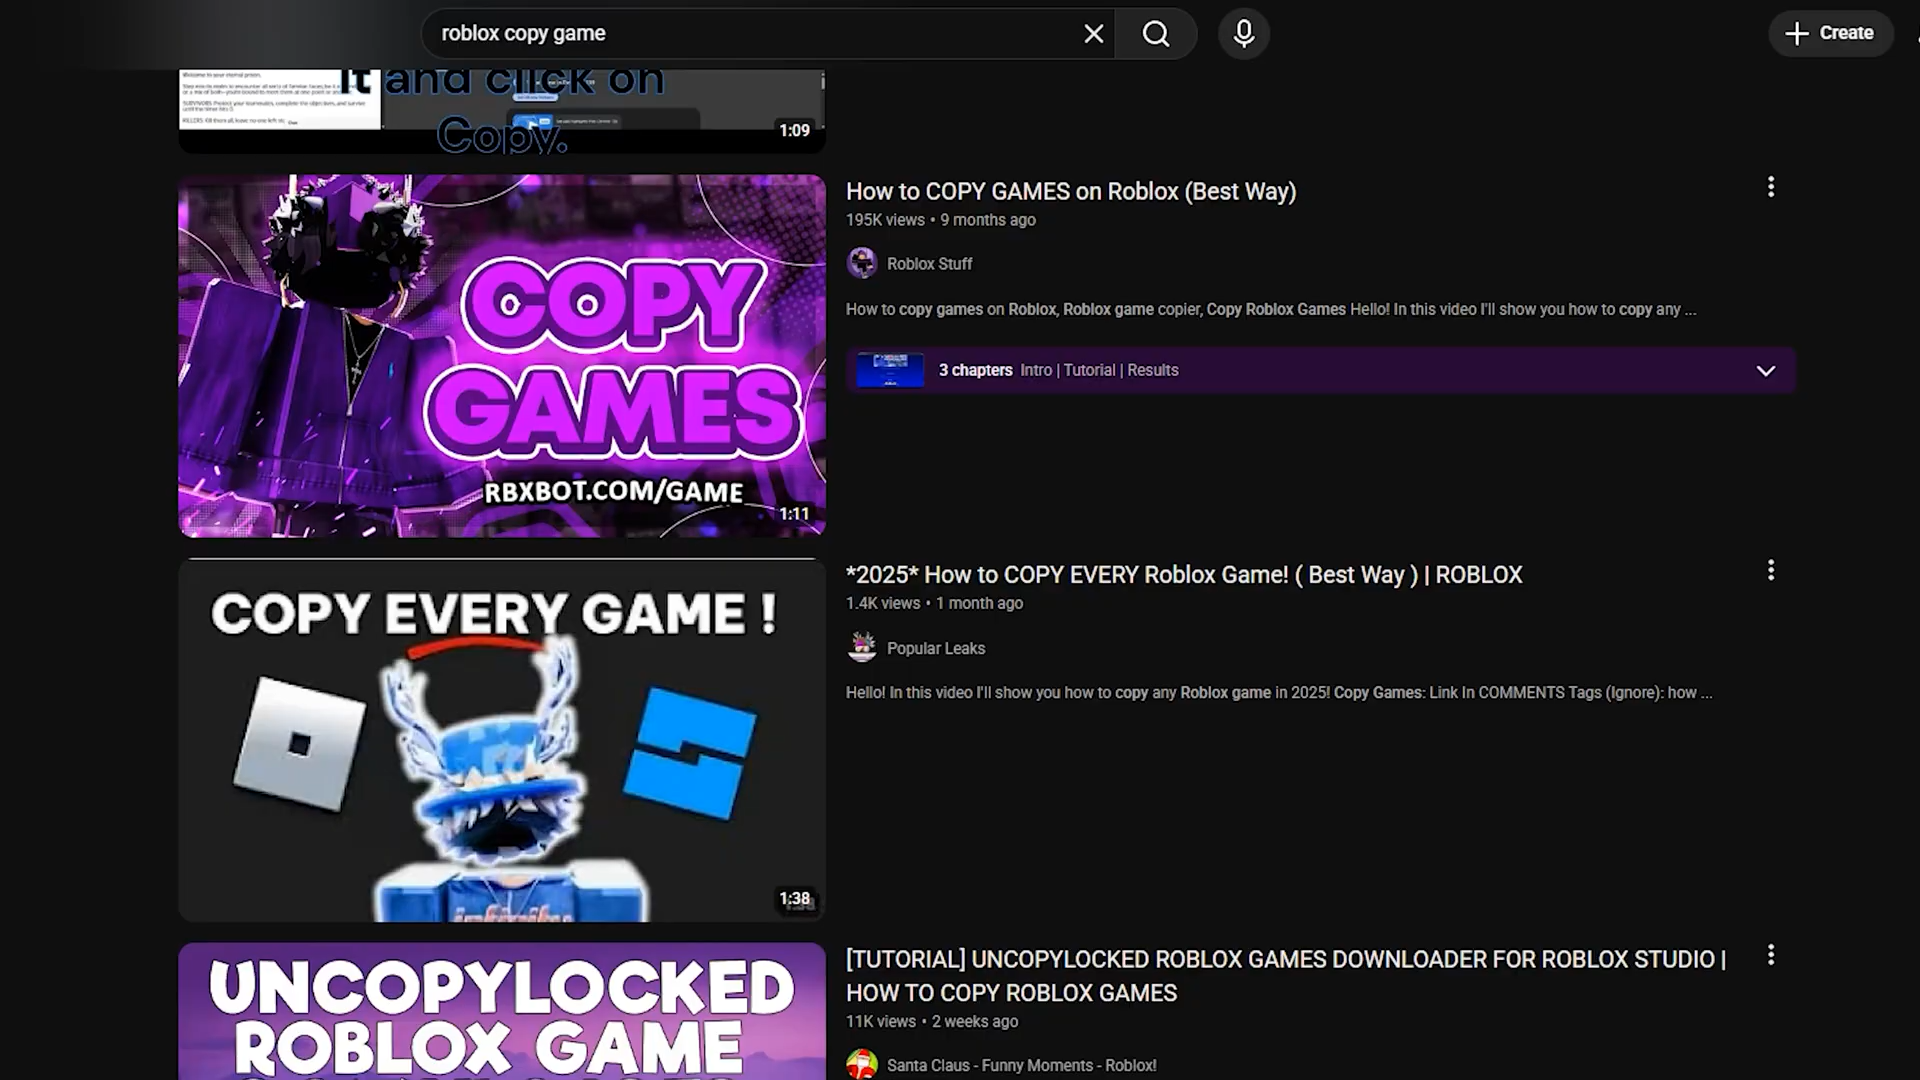 roblox copy game
Create
It and click on
Copy.
1:09
COPY
GAMES
RBXBOT.COM/GAME
1:11
How to COPY GAMES on Roblox (Best Way)
195K views • 9 months ago
Roblox Stuff
How to copy games on Roblox, Roblox game copier, Copy Roblox Games Hello! In this video I'll show you how to copy any ...
3 chapters Intro | Tutorial | Results
COPY EVERY GAME !
1:38
*2025* How to COPY EVERY Roblox Game! ( Best Way ) | ROBLOX
1.4K views • 1 month ago
Popular Leaks
Hello! In this video I'll show you how to copy any Roblox game in 2025! Copy Games: Link In COMMENTS Tags (Ignore): how ...
UNCOPYLOCKED
ROBLOX GAME
[TUTORIAL] UNCOPYLOCKED ROBLOX GAMES DOWNLOADER FOR ROBLOX STUDIO |
HOW TO COPY ROBLOX GAMES
11K views • 2 weeks ago
Santa Claus - Funny Moments - Roblox!